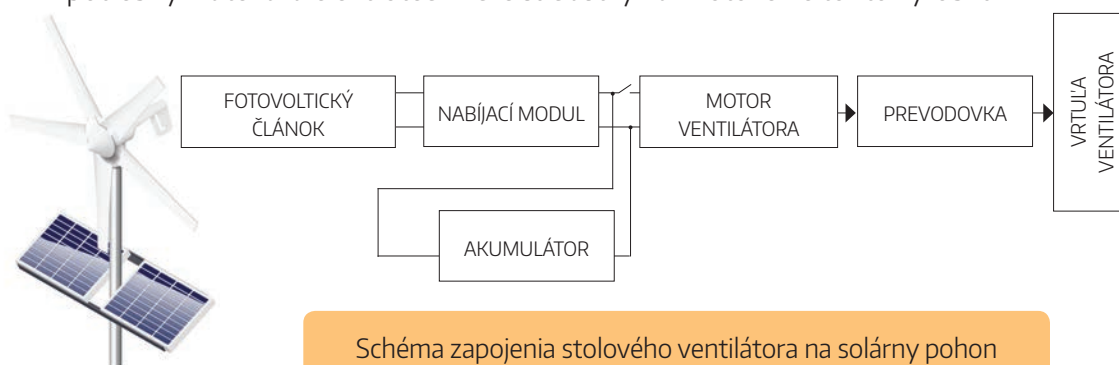 FOTOVOLTICKÝ
ČLÁNOK
NABÍJACÍ MODUL
MOTOR
VENTILÁTORA
PREVODOVKA
VRTUĽA
VENTILÁTORA
AKUMULÁTOR
Schéma zapojenia stolového ventilátora na solárny pohon